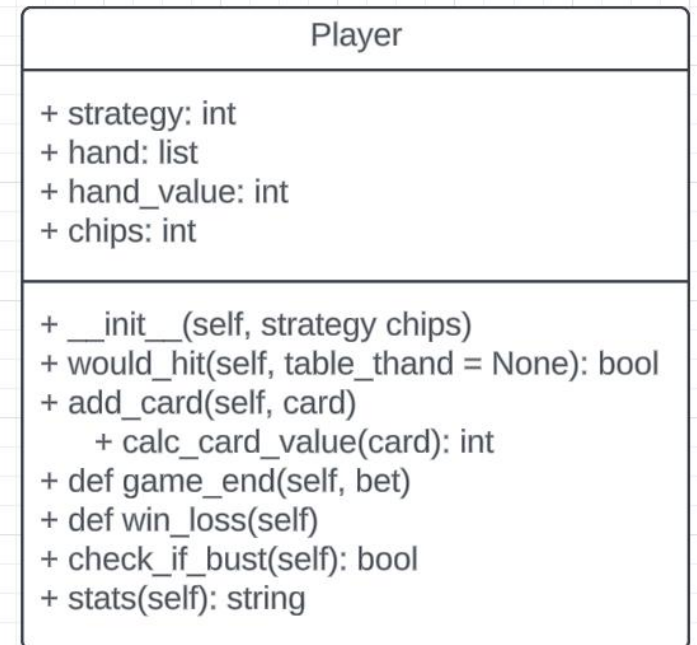 Player
+ strategy: int
+ hand: list
+ hand_value: int
+ chips: int
+ __init__(self, strategy chips)
+ would_hit(self, table_thand = None): bool
+ add_card(self, card)
+ calc_card_value(card): int
+ def game_end(self, bet)
+ def win_loss(self)
+ check_if_bust(self): bool
+ stats(self): string